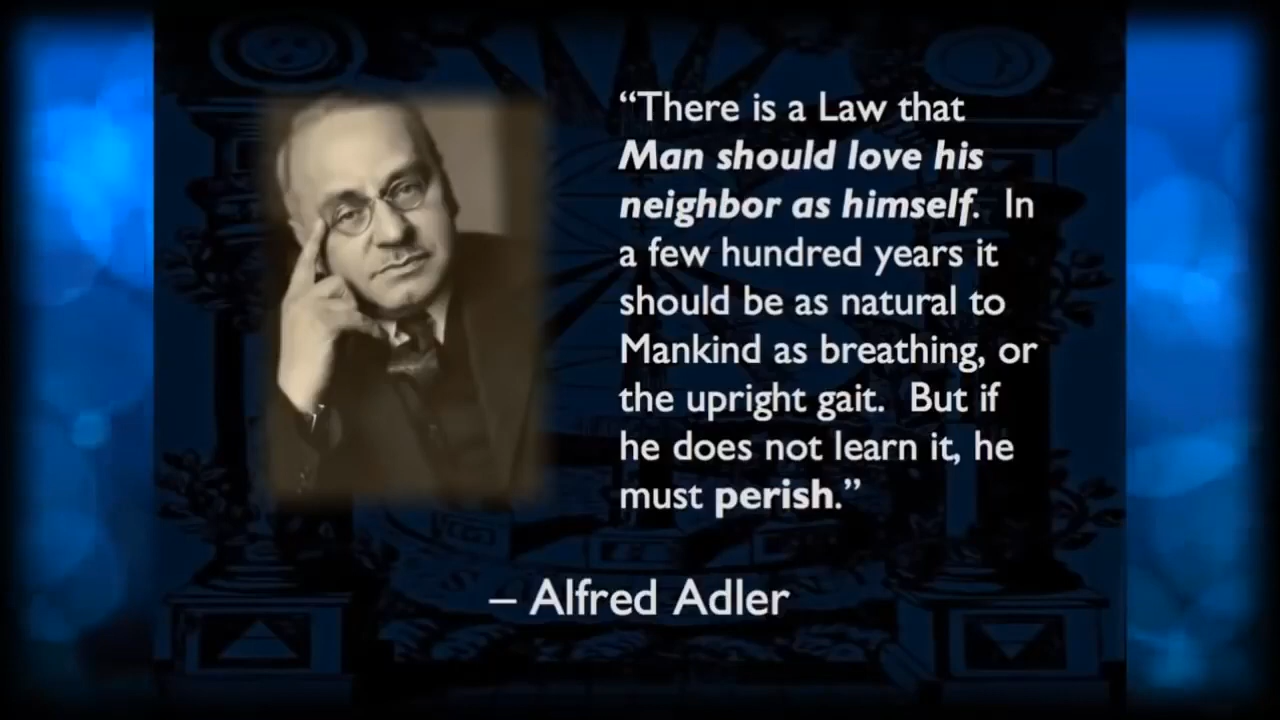 “There is a Law that
Man should love his
neighbor as himself.  In
a few hundred years it
should be as natural to
Mankind as breathing, or
the upright gait.  But if
he does not learn it, he
must perish.”
– Alfred Adler